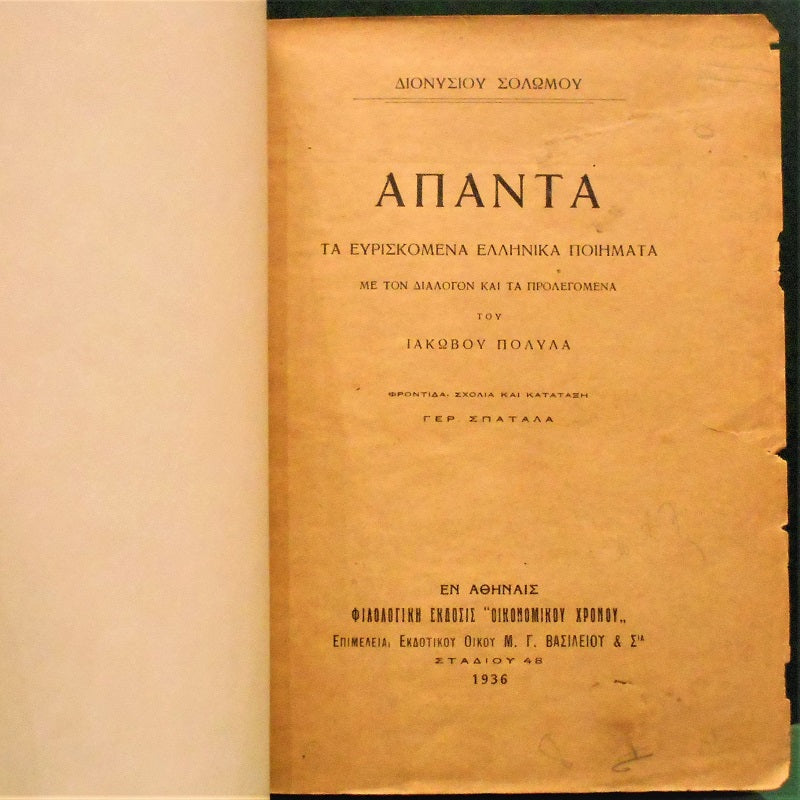 ΔΙΟΝΥΣΙΟΥ ΣΟΛΩΜΟΥ
ΑΠΑΝΤΑ
ΤΑ ΕΥΡΙΣΚΟΜΕΝΑ ΕΛΛΗΝΙΚΑ ΠΟΙΗΜΑΤΑ
ΜΕ ΤΟΝ ΔΙΑΛΟΓΟΝ ΚΑΙ ΤΑ ΠΡΟΛΕΓΟΜΕΝΑ
ΤΟΥ
ΙΑΚΩΒΟΥ ΠΟΛΥΛΑ
ΦΡΟΝΤΙΔΑ, ΣΧΟΛΙΑ ΚΑΙ ΚΑΤΑΤΑΞΗ
ΓΕΡ. ΣΠΑΤΑΛΑ
ΕΝ ΑΘΗΝΑΙΣ
ΦΙΛΟΛΟΓΙΚΗ ΕΚΔΟΣΙΣ "ΟΙΚΟΝΟΜΙΚΟΥ ΧΡΟΝΟΥ„
ΕΠΙΜΕΛΕΙΑ, ΕΚΔΟΤΙΚΟΥ ΟΙΚΟΥ Μ. Γ. ΒΑΣΙΛΕΙΟΥ & Σια
ΣΤΑΔΙΟΥ 48
1936